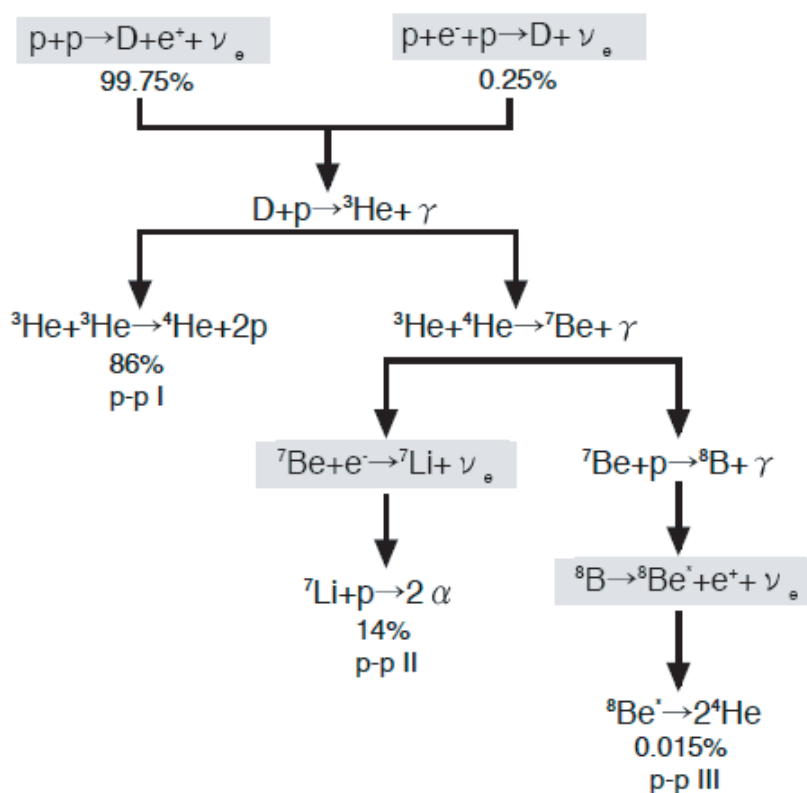 p+p→D+e⁺+ν ₑ
p+e⁻+p→D+ν ₑ
99.75%
0.25%
D+p→³He+γ
³He+³He→⁴He+2p
86%
p-p I
³He+⁴He→⁷Be+γ
⁷Be+e⁻→⁷Li+ν ₑ
⁷Be+p→⁸B+γ
⁷Li+p→2 α
14%
p-p II
⁸B→⁸Be*+e⁺+ν ₑ
⁸Be*→2⁴He
0.015%
p-p III